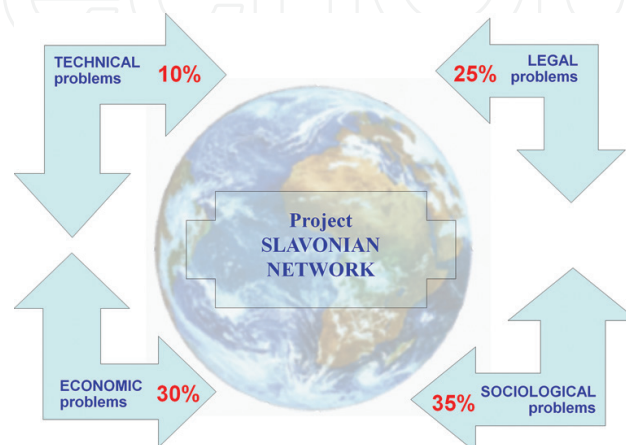 TECHNICAL
problems 10%
LEGAL
25% problems
Project
SLAVONIAN
NETWORK
ECONOMIC 30%
problems
SOCIOLOGICAL
35% problems